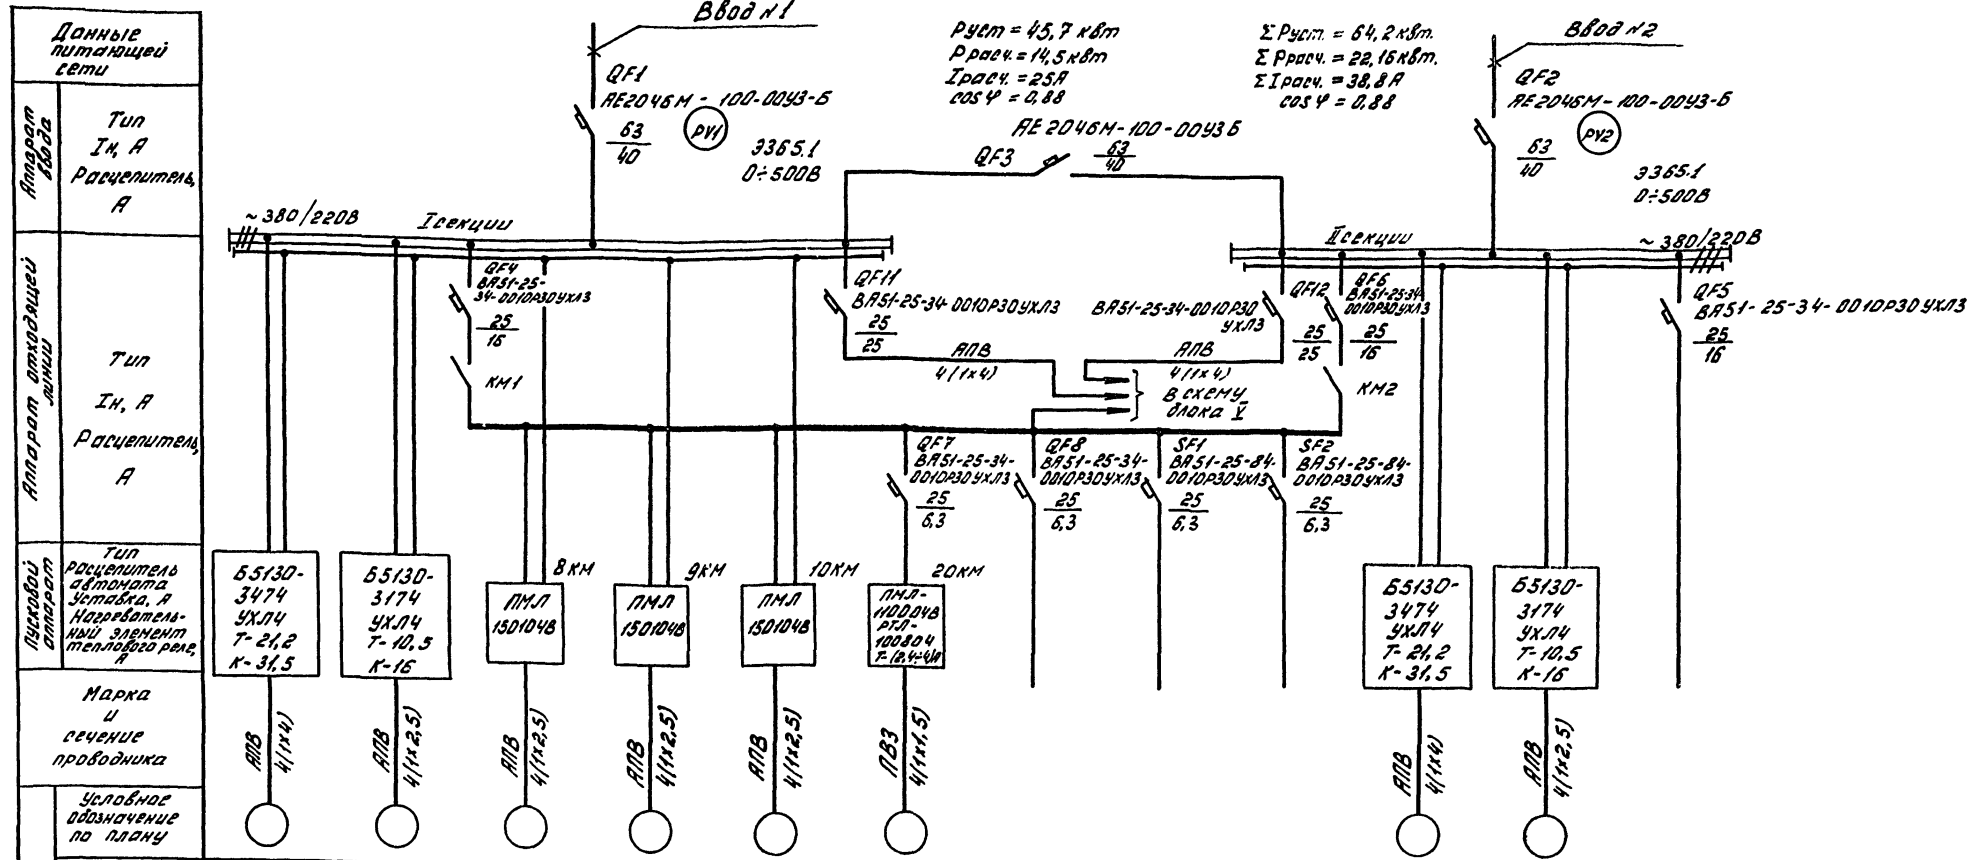 Данные
питающей
сети
Аппарат
ввода
Тип
Iн, А
Расцепитель,
А
Аппарат отходящей
линии
Тип
Iн, А
Расцепитель,
А
Пусковой
аппарат
Тип
Расцепитель
автомата
Уставка, А
Нагреватель-
ный элемент
теплового реле,
А
Марка
и
сечение
проводника
Условное
обозначение
по плану
Ввод №1
QF1
АЕ2046М-100-00У3-Б
63
40
PV1
Э365.1
0÷500В
Pуст = 45,7 кВт
Pрасч. = 14,5 кВт
Iрасч. = 25А
cos φ = 0,88
Σ Pуст. = 64,2 кВт.
Σ Pрасч. = 22,16 кВт.
Σ Iрасч. = 38,8 А
cos φ = 0,88
Ввод №2
QF2
АЕ2046М-100-00У3-Б
63
40
PV2
Э365.1
0÷500В
АЕ2046М-100-00У3Б
QF3
63
40
~380/220В
I секции
II секции
~380/220В
QF4
ВА51-25-
34-0010Р30УХЛ3
25
16
КМ1
QF11
ВА51-25-34-0010Р30УХЛ3
25
25
АПВ
4(1х4)
ВА51-25-34-0010Р30
УХЛ3
QF12
25
25
АПВ
4(1х4)
в схему
блока V
QF6
ВА51-25-34-
0010Р30УХЛ3
25
16
КМ2
QF5
ВА51-25-34-0010Р30УХЛ3
25
16
QF7
ВА51-25-34-
0010Р30УХЛ3
25
6,3
QF8
ВА51-25-34-
0010Р30УХЛ3
25
6,3
SF1
ВА51-25-84-
0010Р30УХЛ3
25
6,3
SF2
ВА51-25-84-
0010Р30УХЛ3
25
6,3
Б5130-
3474
УХЛ4
Т-21,2
К-31,5
Б5130-
3174
УХЛ4
Т-10,5
К-16
8КМ
ПМЛ
150104В
9КМ
ПМЛ
150104В
10КМ
ПМЛ
150104В
20КМ
ПМЛ-
110004В
РТЛ-
100804
Т-(2,4÷4)А
Б5130-
3474
УХЛ4
Т-21,2
К-31,5
Б5130-
3174
УХЛ4
Т-10,5
К-16
АПВ
4(1х4)
АПВ
4(1х2,5)
АПВ
4(1х2,5)
АПВ
4(1х2,5)
АПВ
4(1х2,5)
ПВ3
4(1х1,5)
АПВ
4(1х4)
АПВ
4(1х2,5)